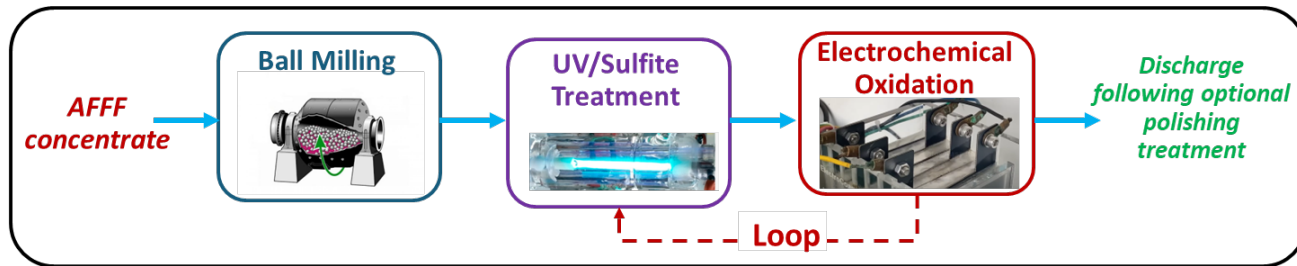 AFFF
concentrate
Ball Milling
UV/Sulfite
Treatment
Electrochemical
Oxidation
Discharge
following optional
polishing
treatment
Loop